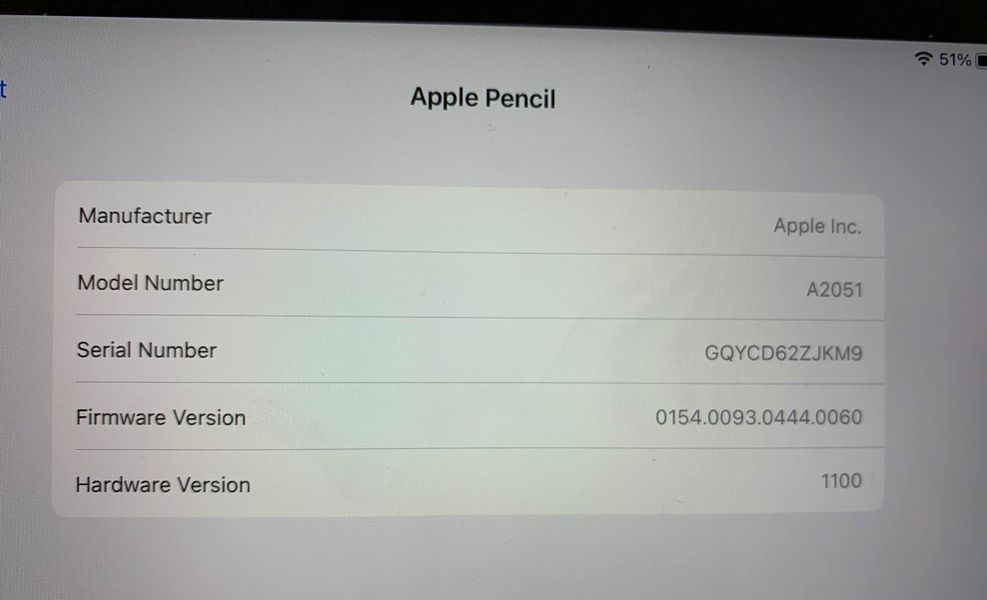 51%
t
Apple Pencil
Manufacturer Apple Inc.
Model Number A2051
Serial Number GQYCD62ZJKM9
Firmware Version 0154.0093.0444.0060
Hardware Version 1100